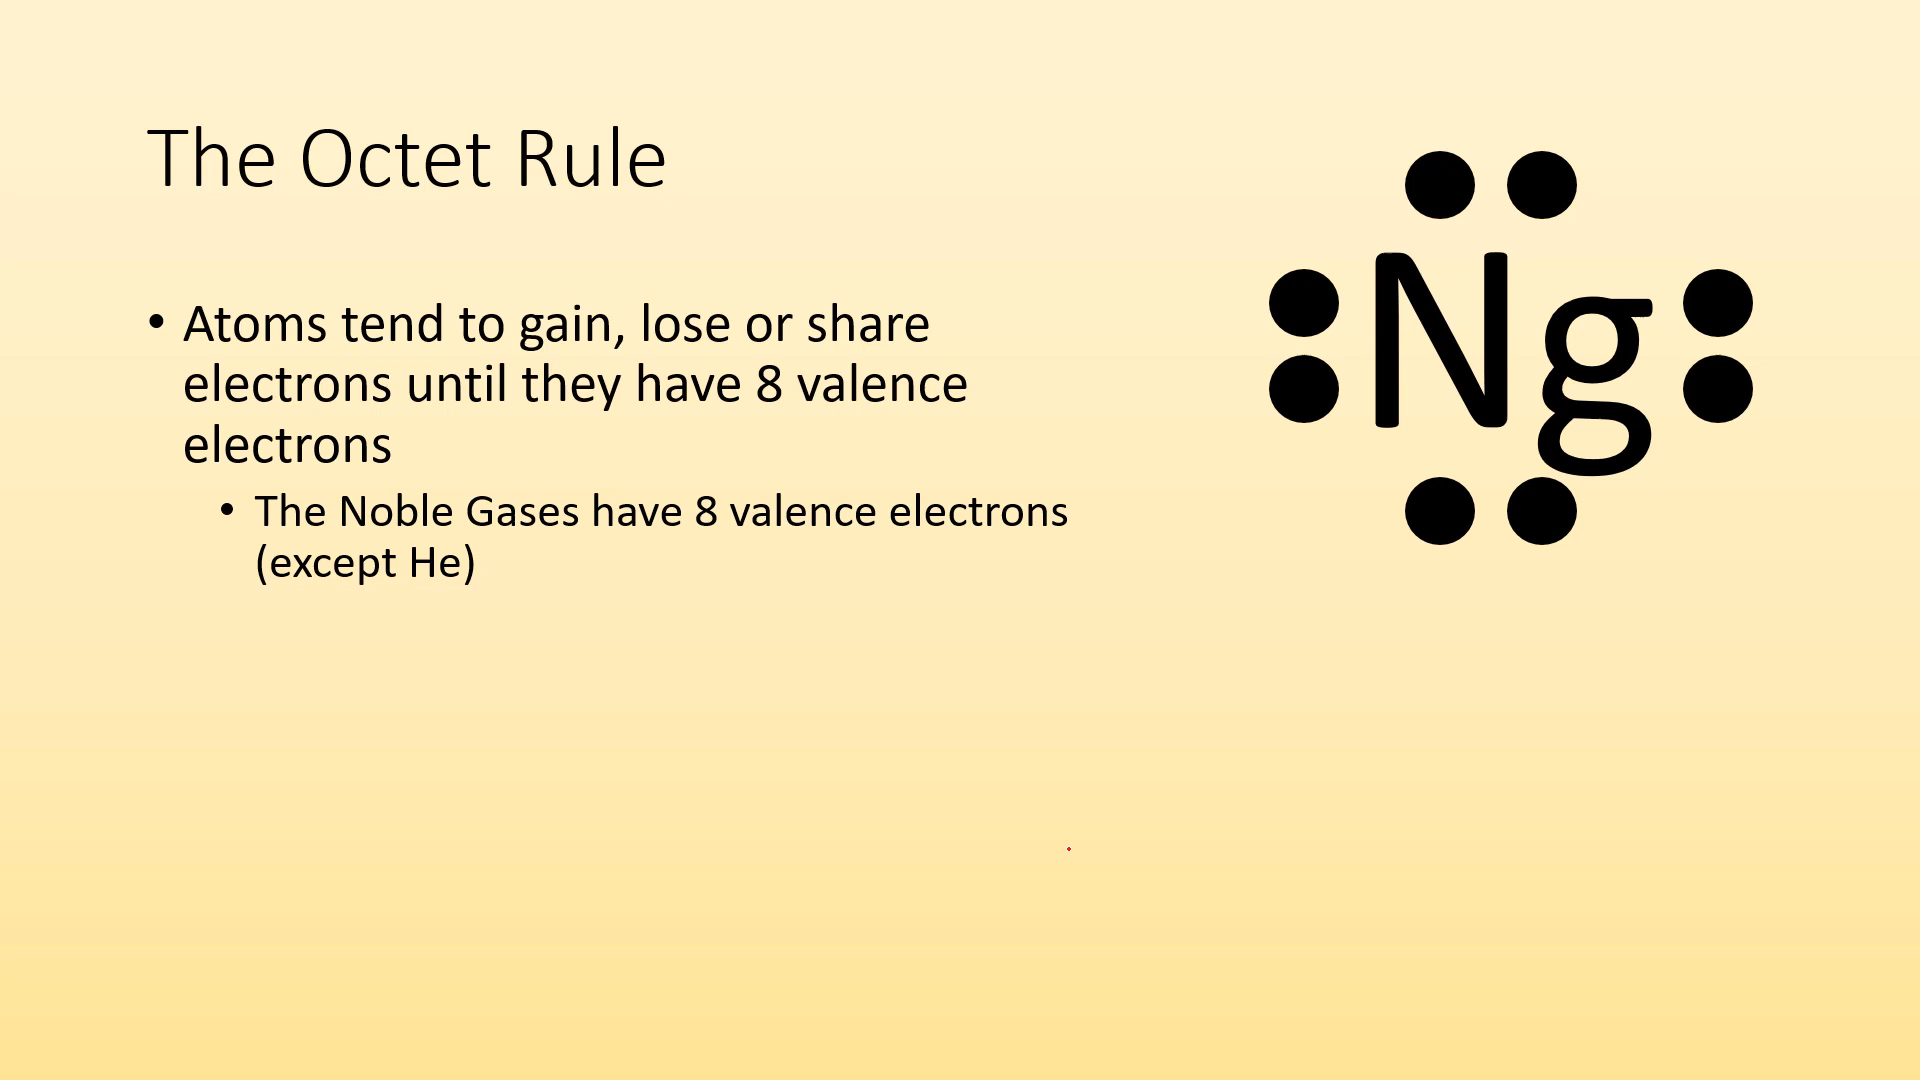 The Octet Rule
• Atoms tend to gain, lose or share
electrons until they have 8 valence
electrons
• The Noble Gases have 8 valence electrons
(except He)
Ng